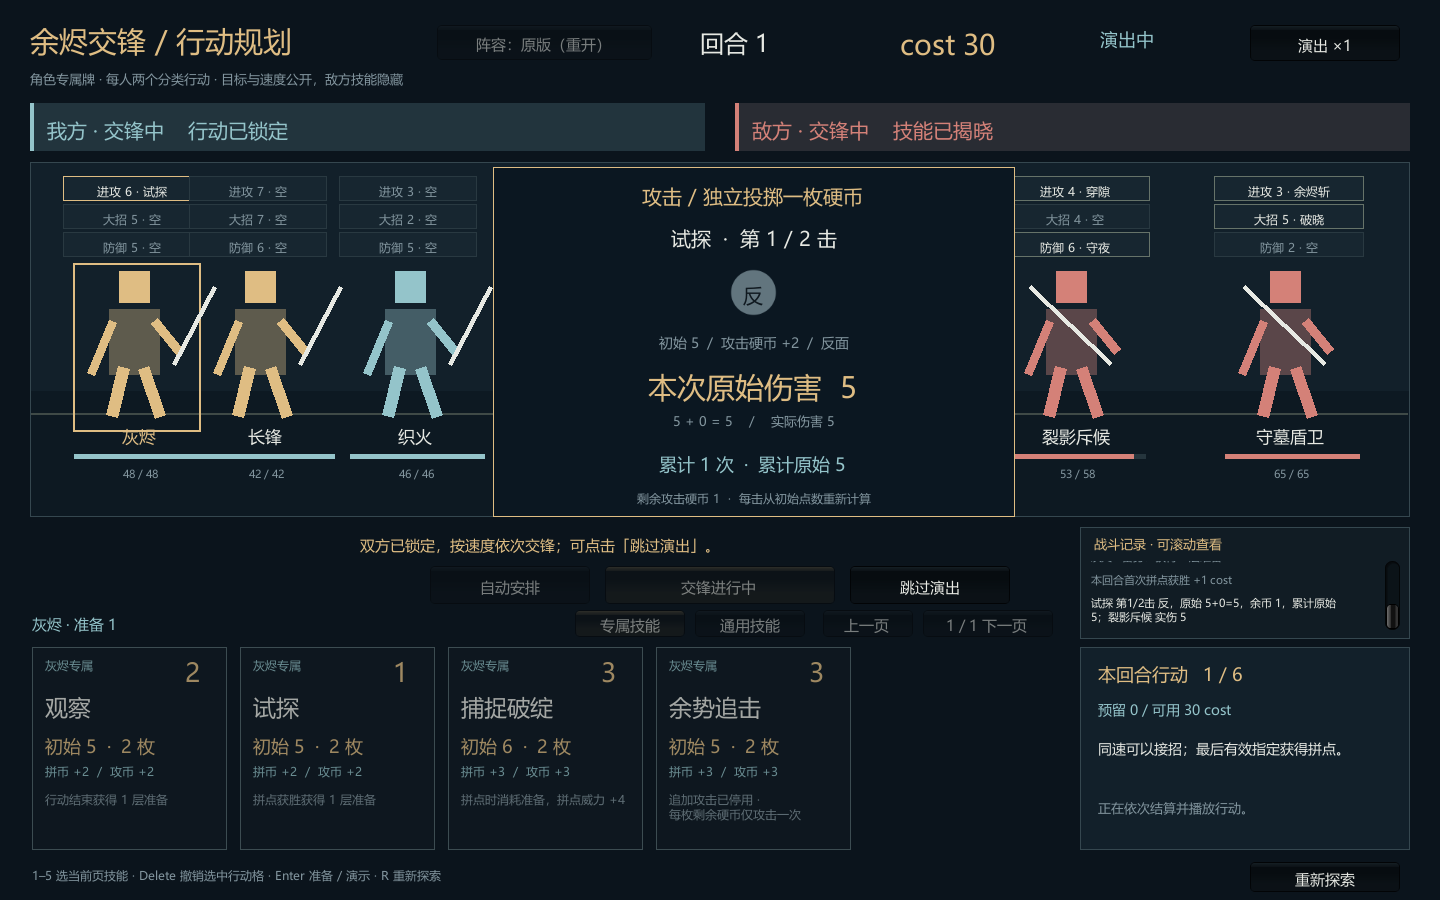 余烬交锋 / 行动规划
阵容：原版（重开）
回合 1
cost 30
演出中
演出 ×1
角色专属牌 · 每人两个分类行动 · 目标与速度公开，敌方技能隐藏
我方 · 交锋中 行动已锁定
敌方 · 交锋中 技能已揭晓
进攻 6 · 试探
进攻 7 · 空
进攻 3 · 空
大招 5 · 空
大招 7 · 空
大招 2 · 空
防御 5 · 空
防御 6 · 空
防御 5 · 空
攻击 / 独立投掷一枚硬币
试探 · 第 1 / 2 击
反
初始 5 / 攻击硬币 +2 / 反面
本次原始伤害 5
5 + 0 = 5 / 实际伤害 5
累计 1 次 · 累计原始 5
剩余攻击硬币 1 · 每击从初始点数重新计算
进攻 4 · 穿隙
进攻 3 · 余烬斩
大招 4 · 空
大招 5 · 破晓
防御 6 · 守夜
防御 2 · 空
灰烬
长锋
织火
裂影斥候
守墓盾卫
48 / 48
42 / 42
46 / 46
53 / 58
65 / 65
双方已锁定，按速度依次交锋；可点击「跳过演出」。
自动安排
交锋进行中
跳过演出
战斗记录 · 可滚动查看
本回合首次拼点获胜 +1 cost
试探 第1/2击 反，原始 5+0=5，余币 1，累计原始
5；裂影斥候 实伤 5
灰烬 · 准备 1
专属技能
通用技能
上一页
1 / 1 下一页
灰烬专属 2
观察
初始 5 · 2 枚
拼币 +2 / 攻币 +2
行动结束获得 1 层准备
灰烬专属 1
试探
初始 5 · 2 枚
拼币 +2 / 攻币 +2
拼点获胜获得 1 层准备
灰烬专属 3
捕捉破绽
初始 6 · 2 枚
拼币 +3 / 攻币 +3
拼点时消耗准备，拼点威力 +4
灰烬专属 3
余势追击
初始 5 · 2 枚
拼币 +3 / 攻币 +3
追加攻击已停用 ·
每枚剩余硬币仅攻击一次
本回合行动 1 / 6
预留 0 / 可用 30 cost
同速可以接招；最后有效指定获得拼点。
正在依次结算并播放行动。
1–5 选当前页技能 · Delete 撤销选中行动格 · Enter 准备 / 演示 · R 重新探索
重新探索